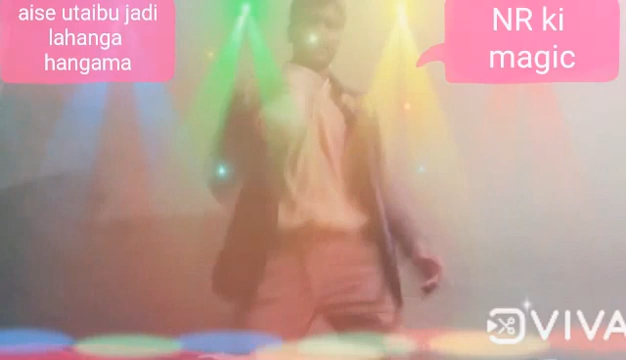 aise utaibu jadi
lahanga
hangama
NR ki
magic
VIVA